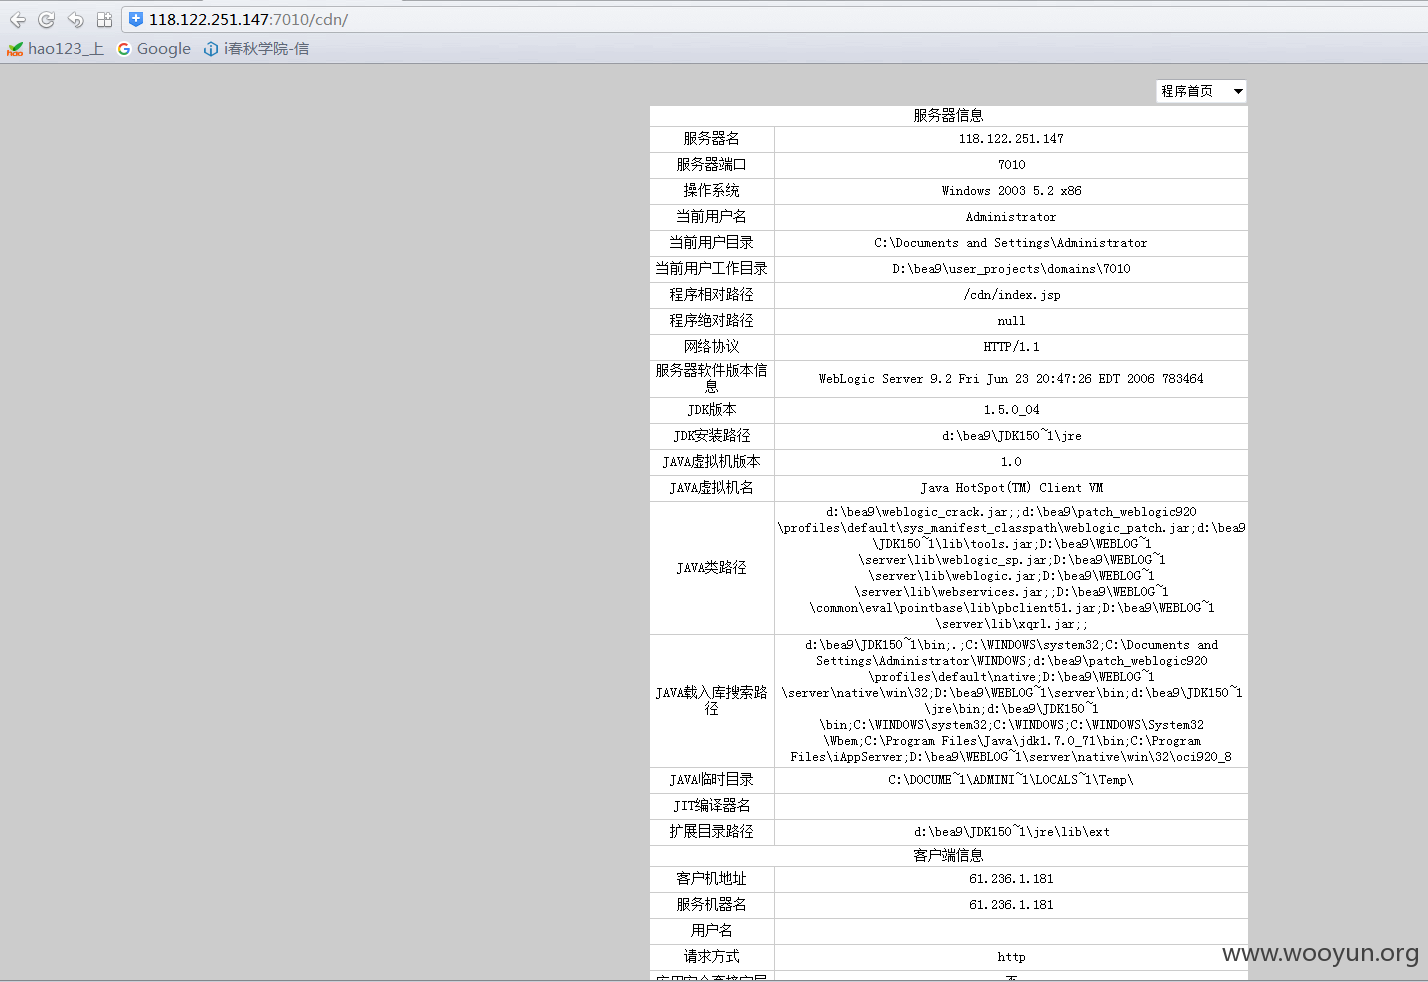 118.122.251.147:7010/cdn/
hao123_上 Google i春秋学院-信
程序首页
服务器信息
服务器名 118.122.251.147
服务器端口 7010
操作系统 Windows 2003 5.2 x86
当前用户名 Administrator
当前用户目录 C:\Documents and Settings\Administrator
当前用户工作目录 D:\bea9\user_projects\domains\7010
程序相对路径 /cdn/index.jsp
程序绝对路径 null
网络协议 HTTP/1.1
服务器软件版本信
息
WebLogic Server 9.2 Fri Jun 23 20:47:26 EDT 2006 783464
JDK版本 1.5.0_04
JDK安装路径 d:\bea9\JDK150~1\jre
JAVA虚拟机版本 1.0
JAVA虚拟机名 Java HotSpot(TM) Client VM
JAVA类路径
d:\bea9\weblogic_crack.jar;;d:\bea9\patch_weblogic920
\profiles\default\sys_manifest_classpath\weblogic_patch.jar;d:\bea9
\JDK150~1\lib\tools.jar;D:\bea9\WEBLOG~1
\server\lib\weblogic_sp.jar;D:\bea9\WEBLOG~1
\server\lib\weblogic.jar;D:\bea9\WEBLOG~1
\server\lib\webservices.jar;;D:\bea9\WEBLOG~1
\common\eval\pointbase\lib\pbclient51.jar;D:\bea9\WEBLOG~1
\server\lib\xqrl.jar;;
JAVA载入库搜索路
径
d:\bea9\JDK150~1\bin;.;C:\WINDOWS\system32;C:\Documents and
Settings\Administrator\WINDOWS;d:\bea9\patch_weblogic920
\profiles\default\native;D:\bea9\WEBLOG~1
\server\native\win\32;D:\bea9\WEBLOG~1\server\bin;d:\bea9\JDK150~1
\jre\bin;d:\bea9\JDK150~1
\bin;C:\WINDOWS\system32;C:\WINDOWS;C:\WINDOWS\System32
\Wbem;C:\Program Files\Java\jdk1.7.0_71\bin;C:\Program
Files\iAppServer;D:\bea9\WEBLOG~1\server\native\win\32\oci920_8
JAVA临时目录 C:\DOCUME~1\ADMINI~1\LOCALS~1\Temp\
JIT编译器名
扩展目录路径 d:\bea9\JDK150~1\jre\lib\ext
客户端信息
客户机地址 61.236.1.181
服务机器名 61.236.1.181
用户名
请求方式 http
www.wooyun.org